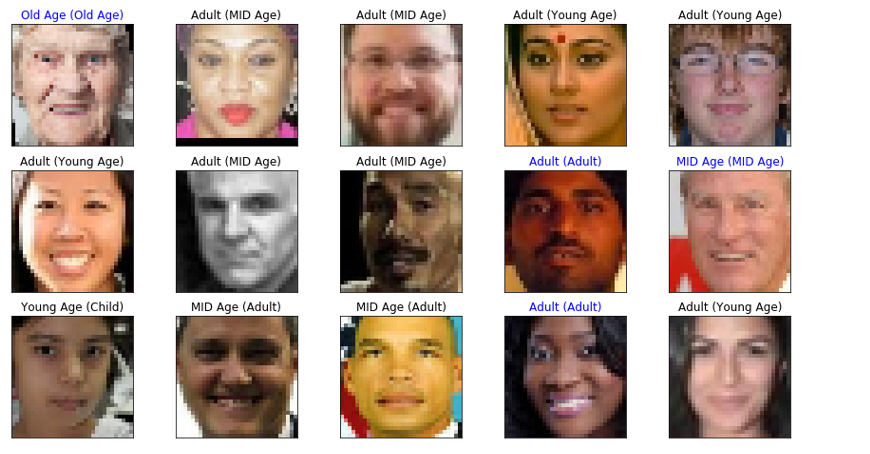 Old Age (Old Age) Adult (MID Age) Adult (MID Age) Adult (Young Age) Adult (Young Age)
Adult (Young Age) Adult (MID Age) Adult (MID Age) Adult (Adult) MID Age (MID Age)
Young Age (Child) MID Age (Adult) MID Age (Adult) Adult (Adult) Adult (Young Age)